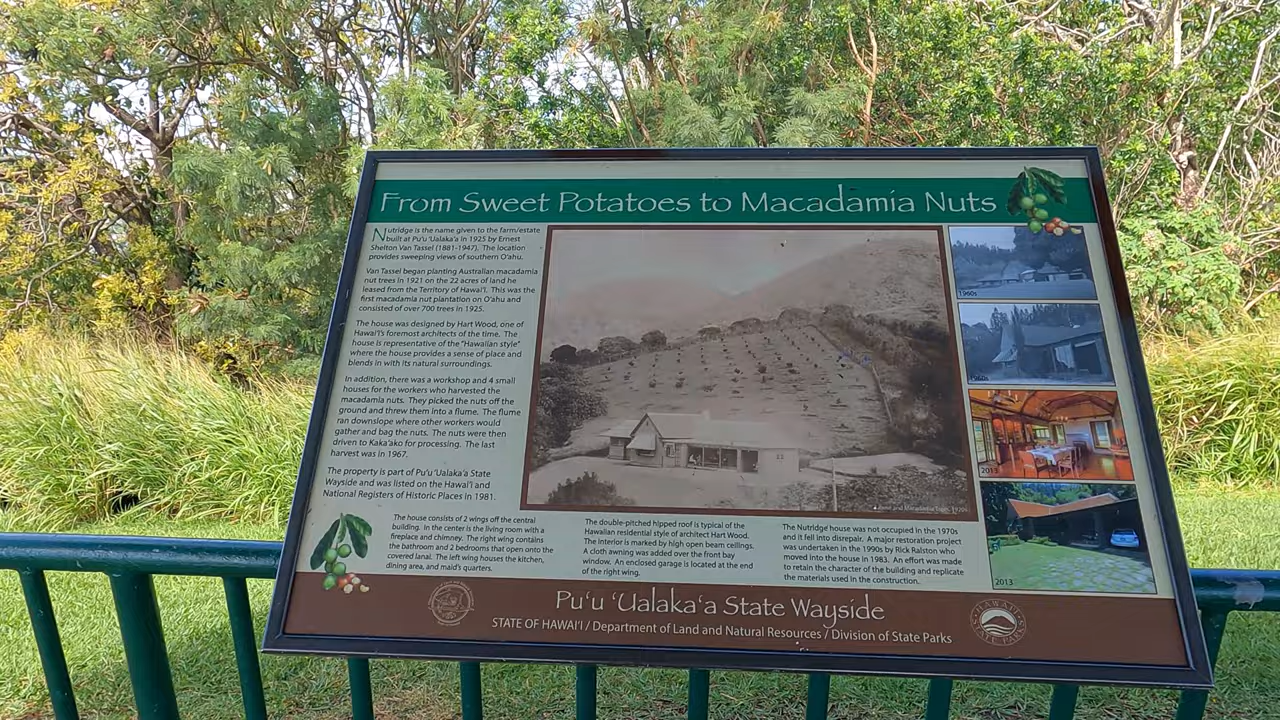 From Sweet Potatoes to Macadamia Nuts
Nutridge is the name given to the farm/estate
built at Pu'u 'Ualaka'a in 1925 by Ernest
Shelton Van Tassel (1881-1947). The location
provides sweeping views of southern O'ahu.
Van Tassel began planting Australian macadamia
nut trees in 1921 on the 22 acres of land he
leased from the Territory of Hawai'i. This was the
first macadamia nut plantation on O'ahu and
consisted of over 700 trees in 1925.
The house was designed by Hart Wood, one of
Hawai'i's foremost architects of the time. The
house is representative of the "Hawaiian style"
where the house provides a sense of place and
blends in with its natural surroundings.
In addition, there was a workshop and 4 small
houses for the workers who harvested the
macadamia nuts. They picked the nuts off the
ground and threw them into a flume. The flume
ran downslope where other workers would
gather and bag the nuts. The nuts were then
driven to Kaka'ako for processing. The last
harvest was in 1967.
The property is part of Pu'u 'Ualaka'a State
Wayside and was listed on the Hawai'i and
National Registers of Historic Places in 1981.
and Macadamia Trees, 1920s
1960s
1960s
2013
2013
The house consists of 2 wings off the central
building. In the center is the living room with a
fireplace and chimney. The right wing contains
the bathroom and 2 bedrooms that open onto the
covered lanai. The left wing houses the kitchen,
dining area, and maid's quarters.
The double-pitched hipped roof is typical of the
Hawaiian residential style of architect Hart Wood.
The interior is marked by high open beam ceilings.
A cloth awning was added over the front bay
window. An enclosed garage is located at the end
of the right wing.
The Nutridge house was not occupied in the 1970s
and it fell into disrepair. A major restoration project
was undertaken in the 1990s by Rick Ralston who
moved into the house in 1983. An effort was made
to retain the character of the building and replicate
the materials used in the construction.
Pu'u 'Ualaka'a State Wayside
STATE OF HAWAI'I / Department of Land and Natural Resources / Division of State Parks
HAWAI'I
STATE PARKS